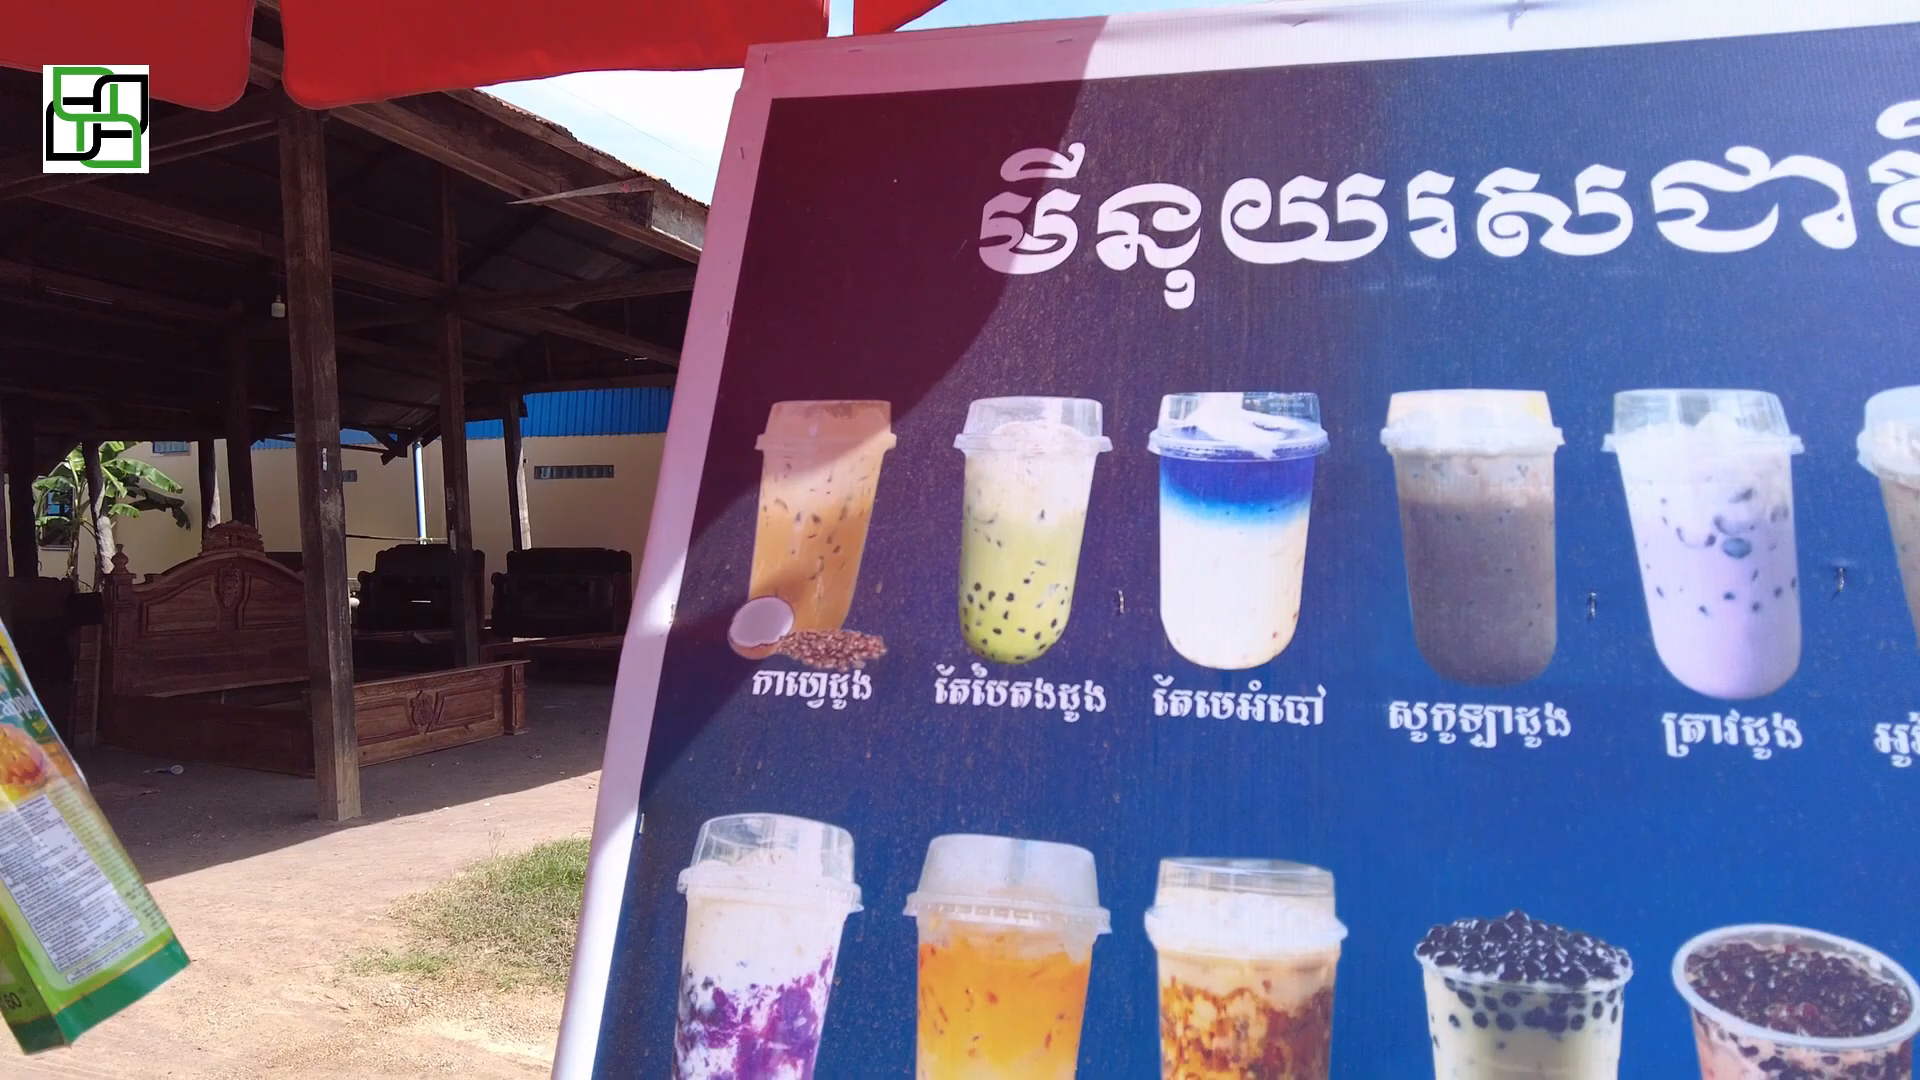 មីនុយរសជាតិ
កាហ្វេដូង
តែបៃតងដូង
តែមេអំបៅ
សូកូឡាដូង
ត្រាវដូង